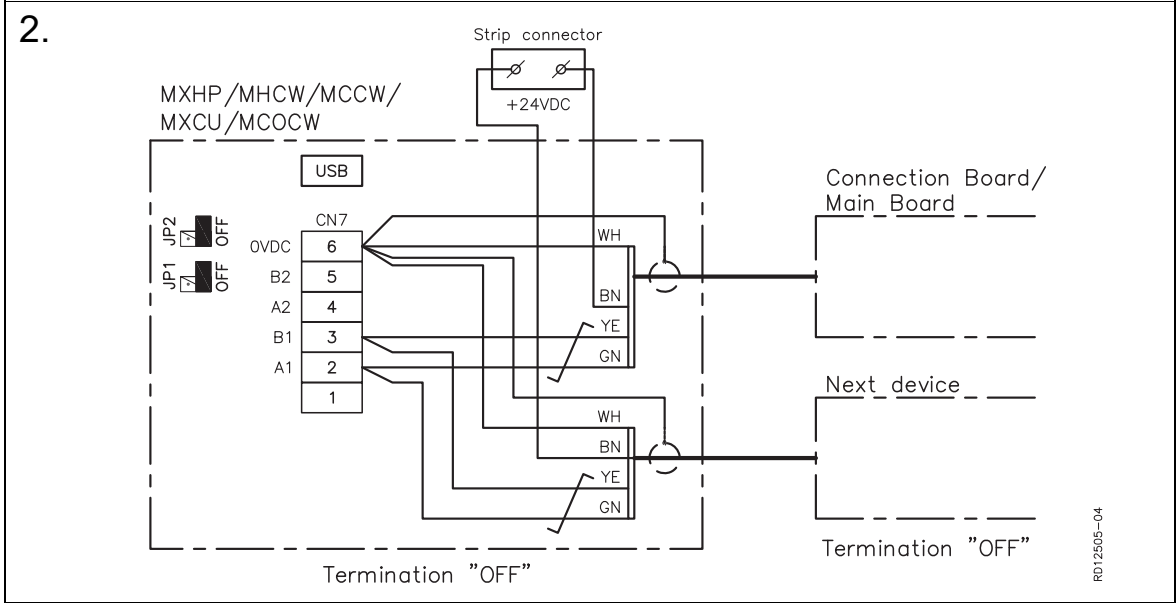 2.
Strip connector
+24VDC
MXHP/MHCW/MCCW/
MXCU/MCOCW
USB
Connection Board/
Main Board
JP2
OFF
JP1
OFF
CN7
0VDC 6
B2 5
A2 4
B1 3
A1 2
1
WH
BN
YE
GN
Next device
WH
BN
YE
GN
Termination "OFF"
Termination "OFF"
RD12505-04